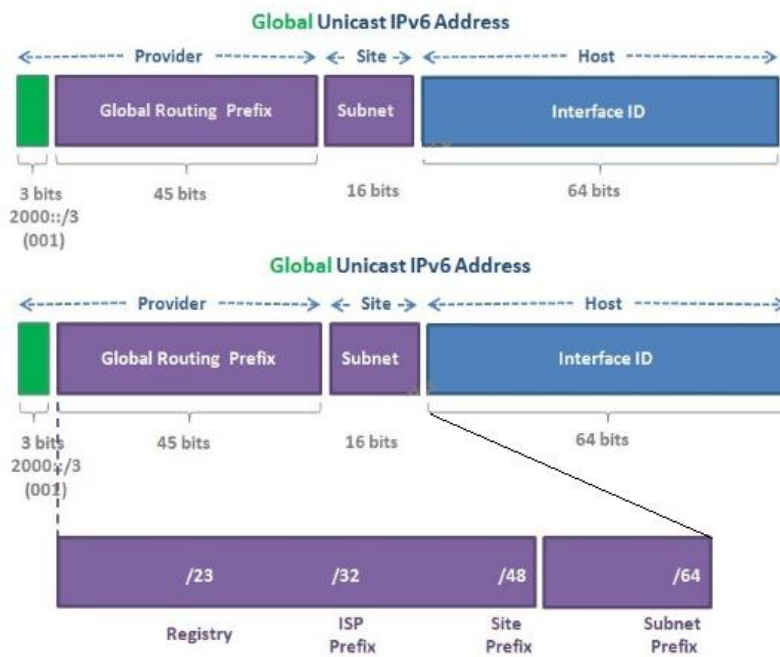 Global Unicast IPv6 Address
Provider Site Host
Global Routing Prefix Subnet Interface ID
3 bits 45 bits 16 bits 64 bits
2000::/3
(001)
Global Unicast IPv6 Address
Provider Site Host
Global Routing Prefix Subnet Interface ID
3 bits 45 bits 16 bits 64 bits
2000::/3
(001)
/23 /32 /48 /64
Registry ISP Prefix Site Prefix Subnet Prefix